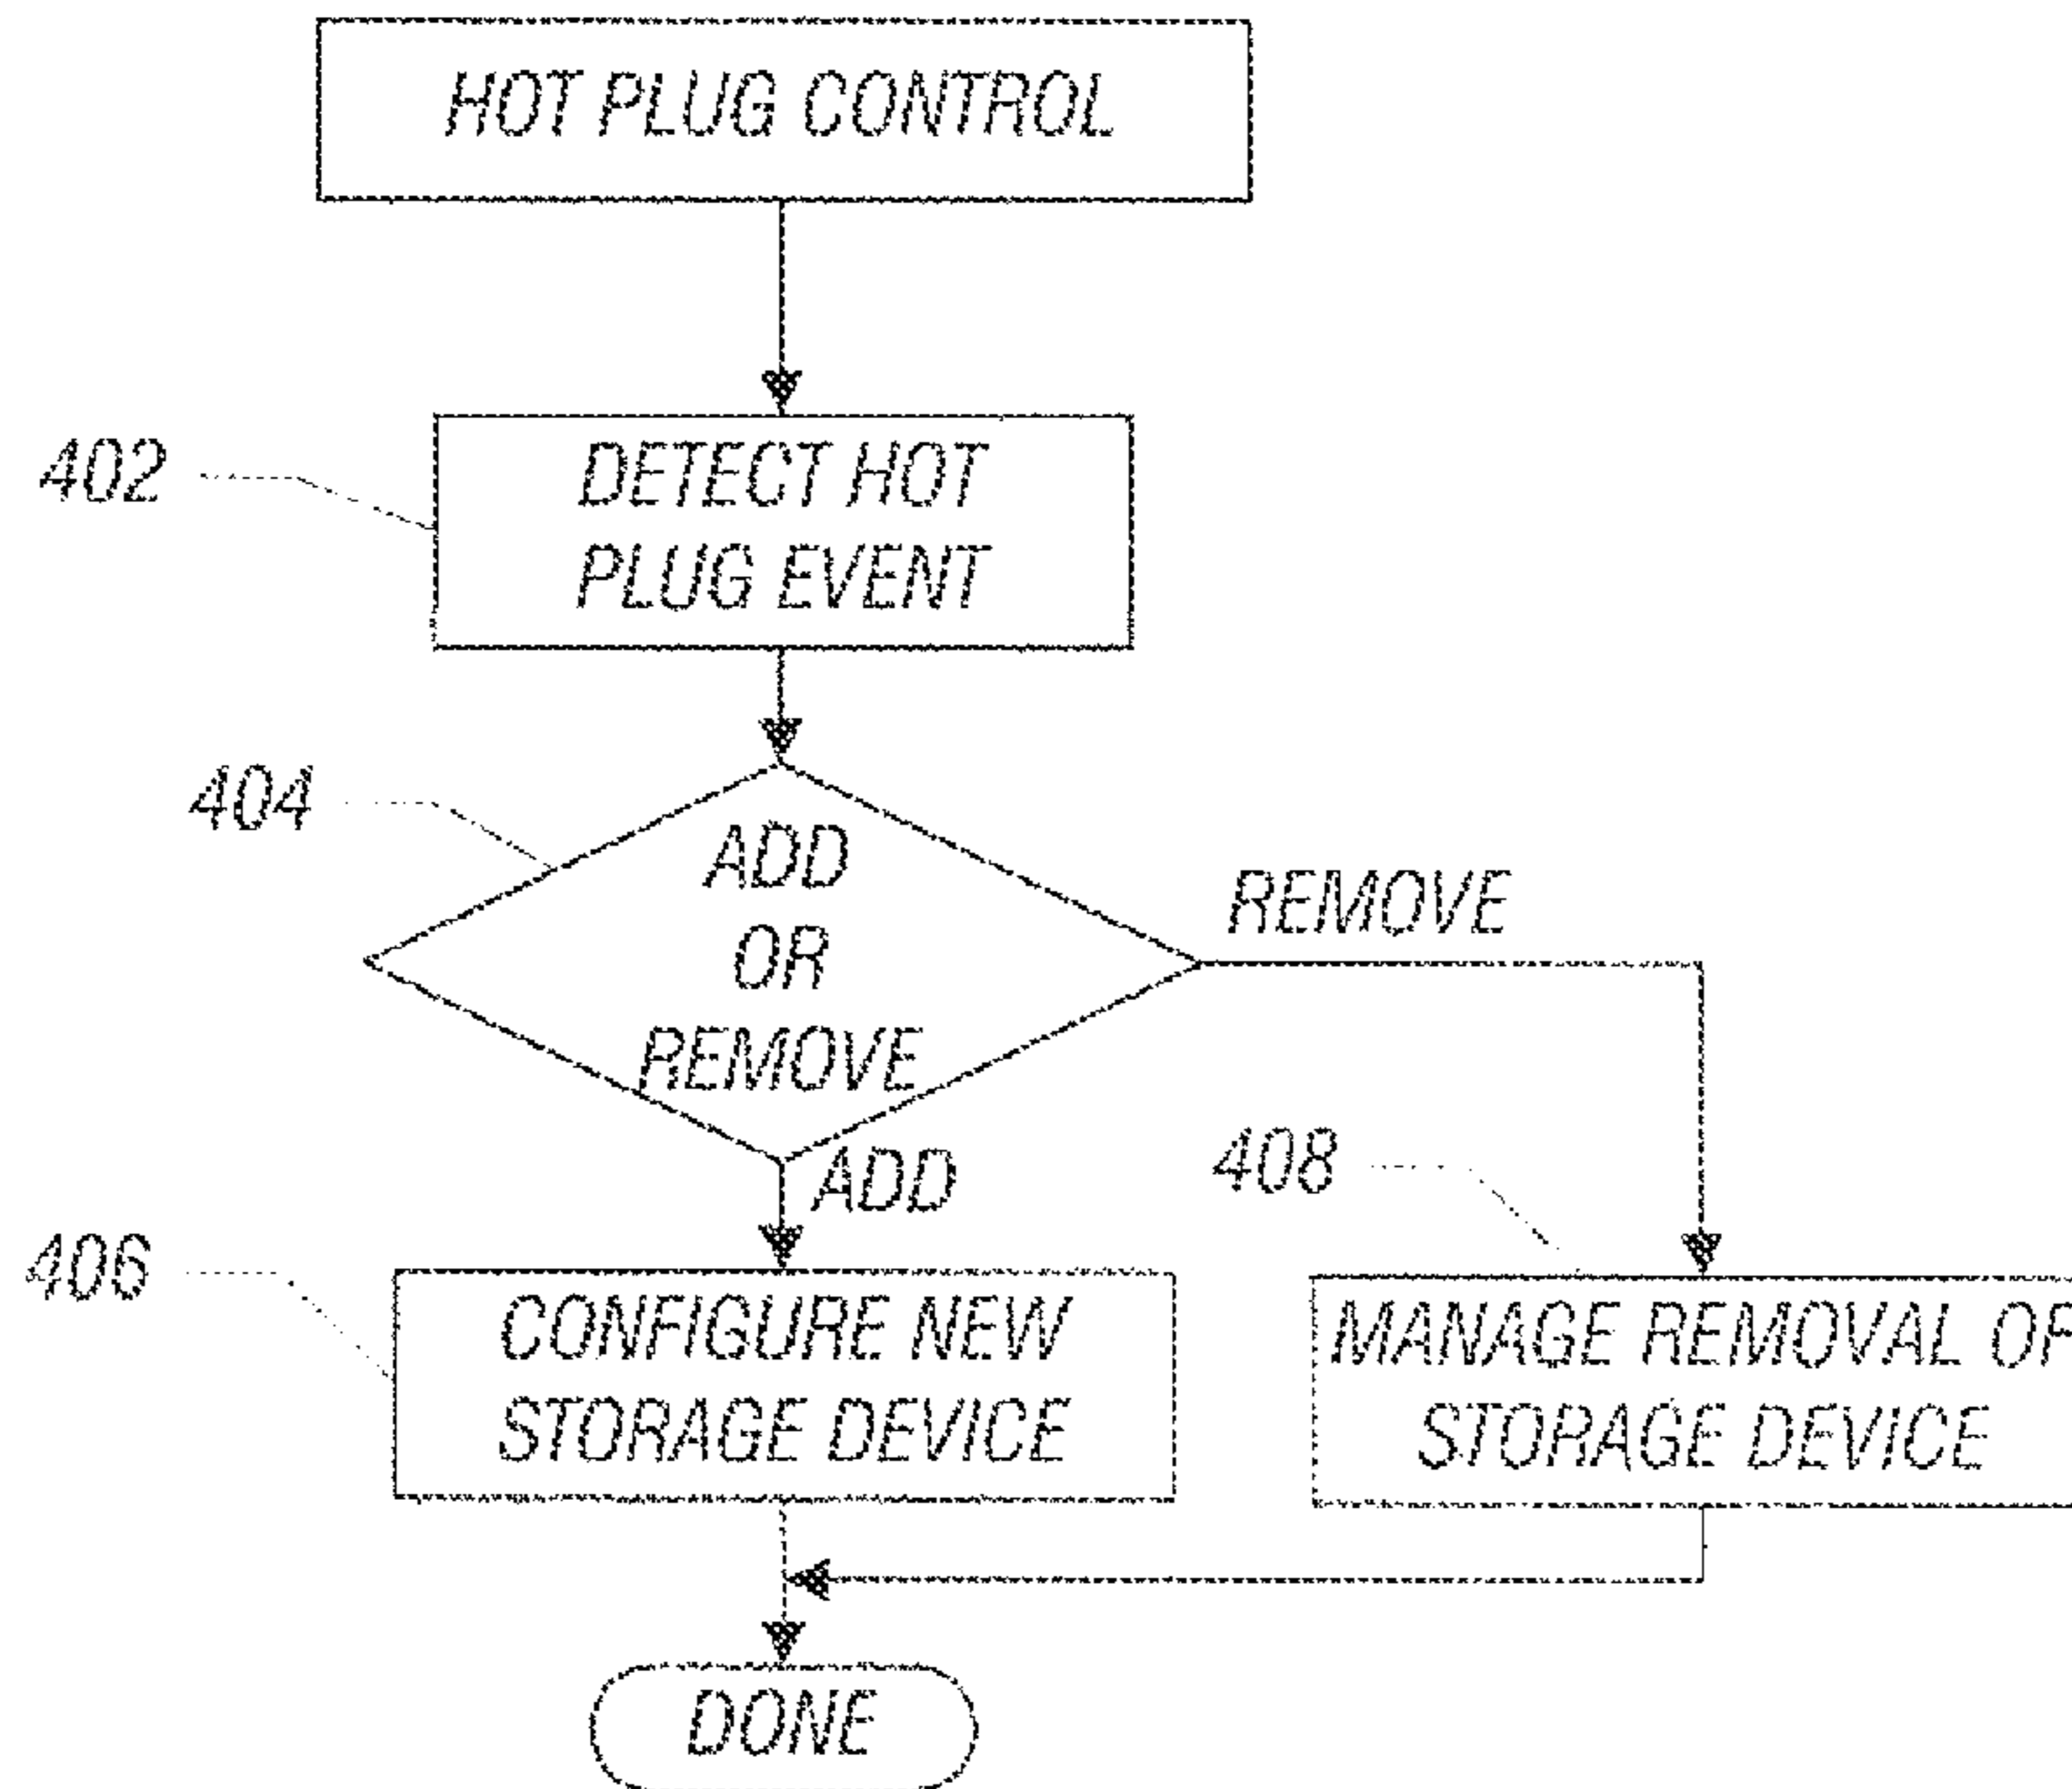 HOT PLUG CONTROL
402
DETECT HOT
PLUG EVENT
404
ADD
OR
REMOVE
REMOVE
ADD
408
406
CONFIGURE NEW
STORAGE DEVICE
MANAGE REMOVAL OF
STORAGE DEVICE
DONE